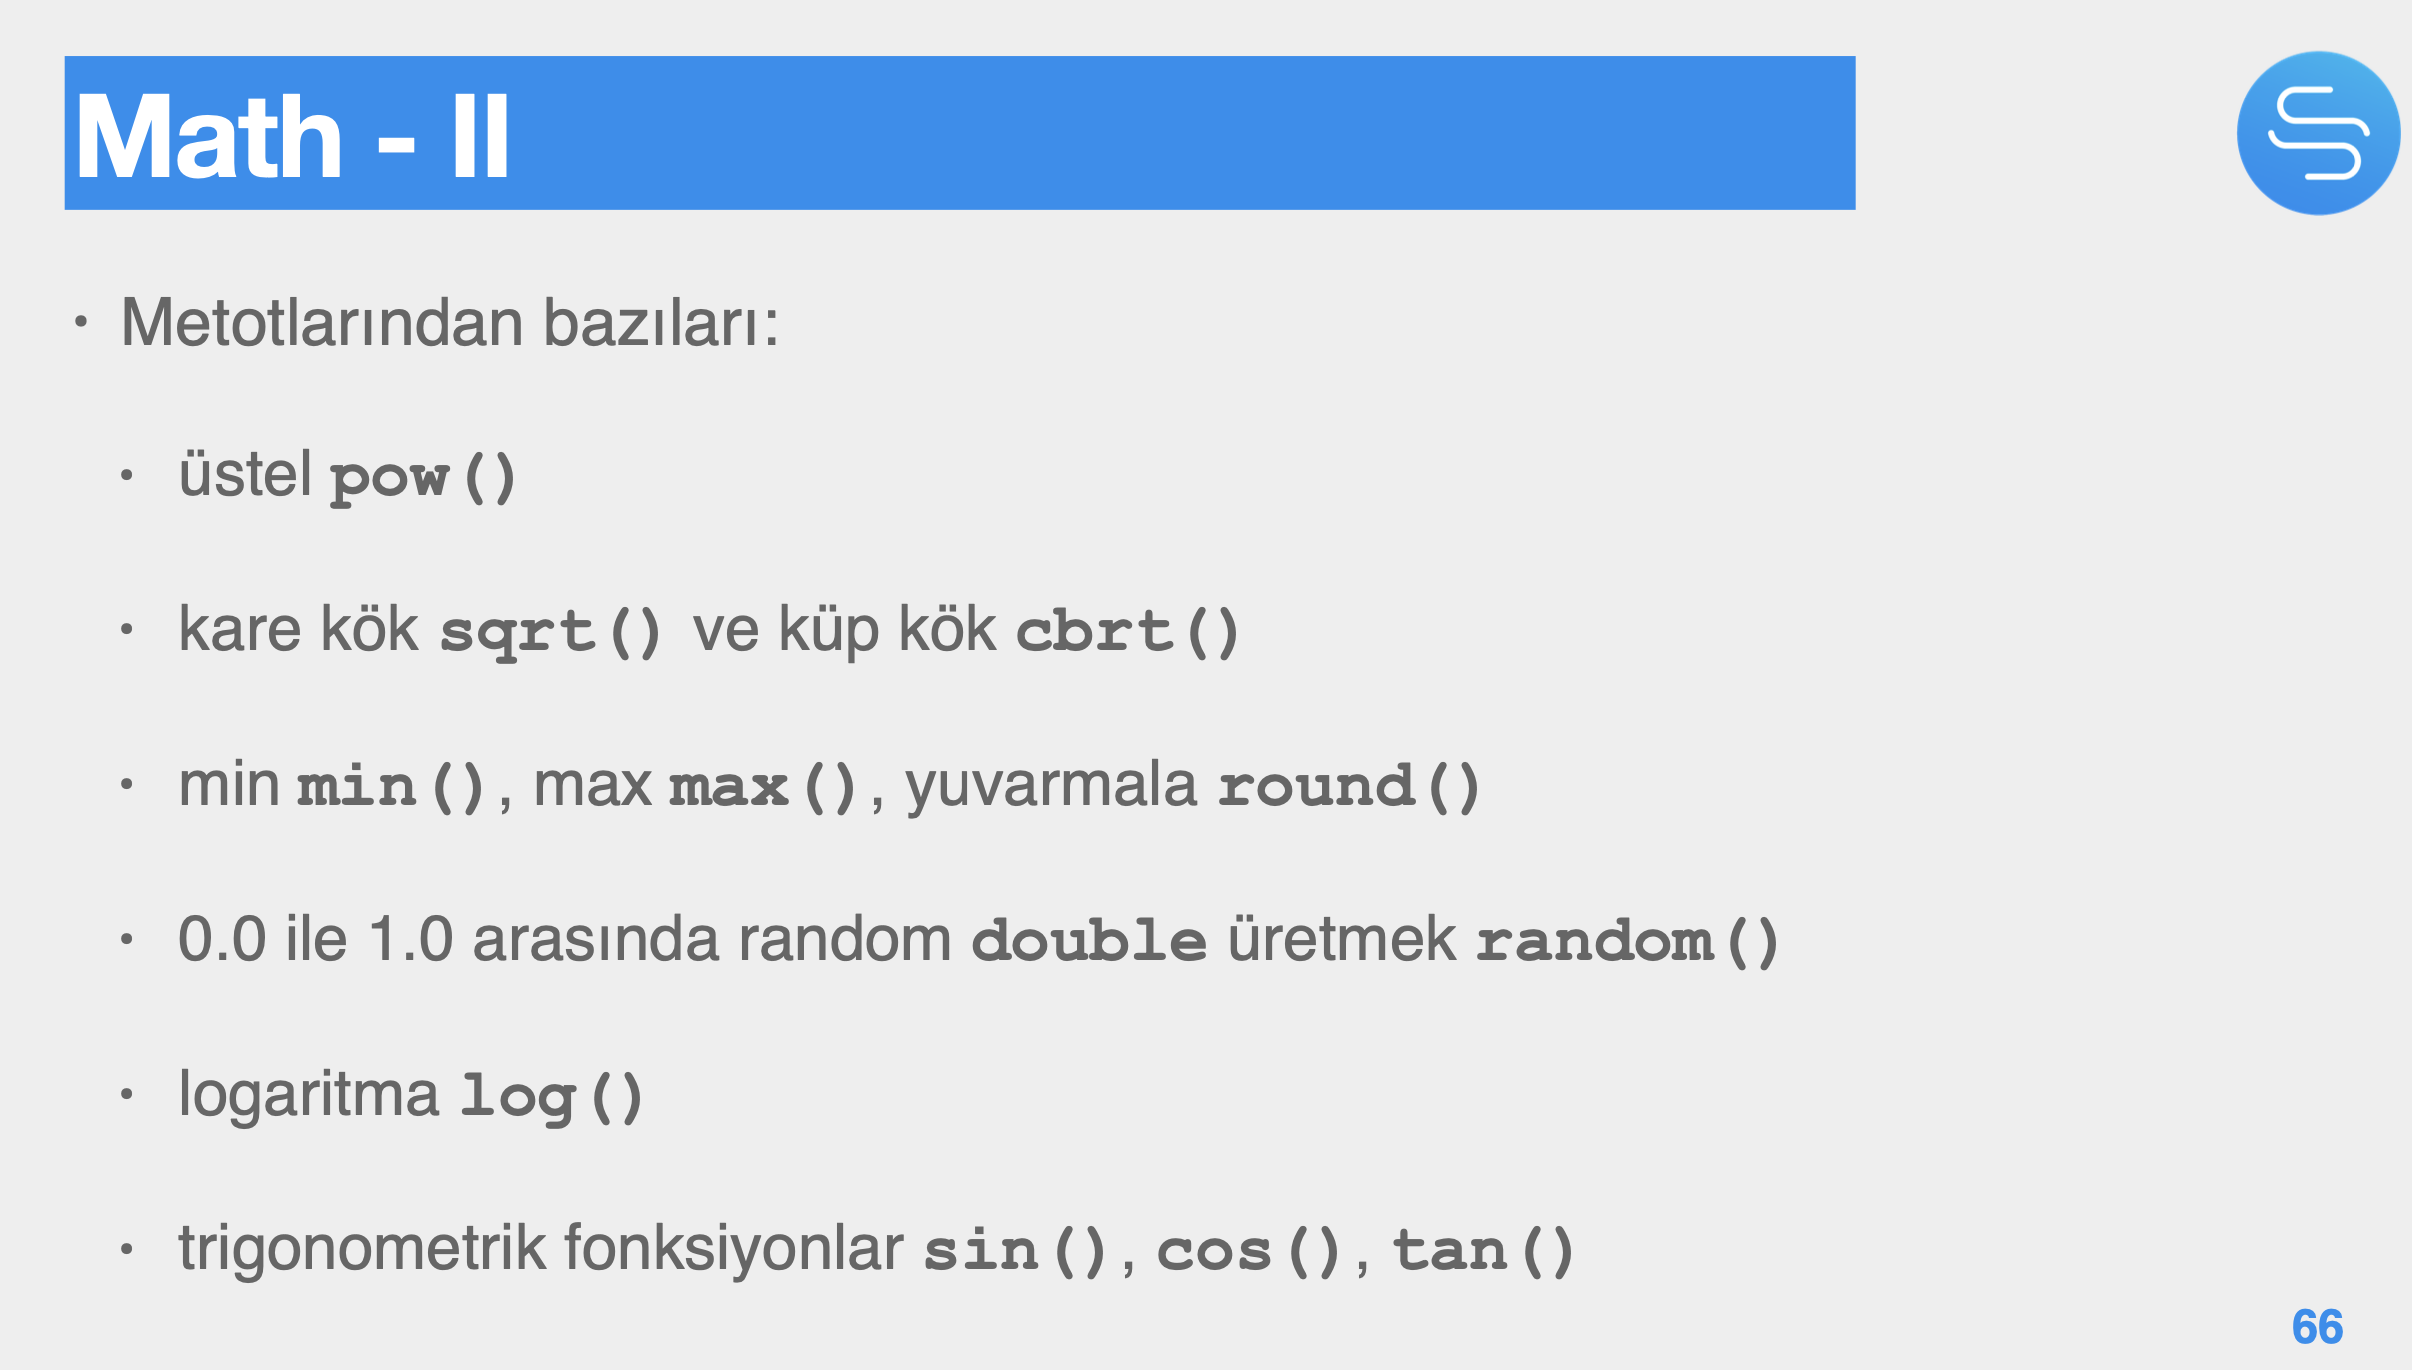 Math - II
• Metotlarından bazıları:
• üstel pow()
• kare kök sqrt() ve küp kök cbrt()
• min min(), max max(), yuvarmala round()
• 0.0 ile 1.0 arasında random double üretmek random()
• logaritma log()
• trigonometrik fonksiyonlar sin(), cos(), tan()
66